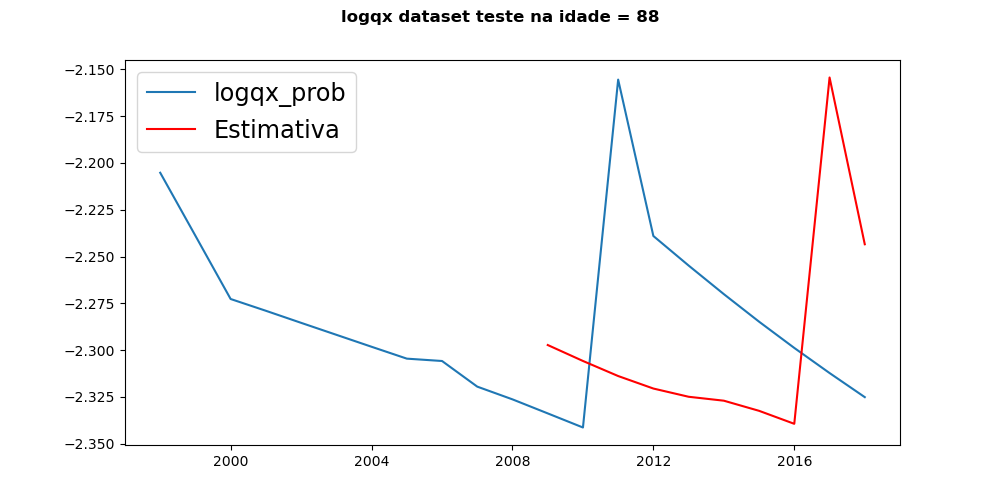 logqx dataset teste na idade = 88
logqx_prob
Estimativa
−2.150
−2.175
−2.200
−2.225
−2.250
−2.275
−2.300
−2.325
−2.350
2000 2004 2008 2012 2016